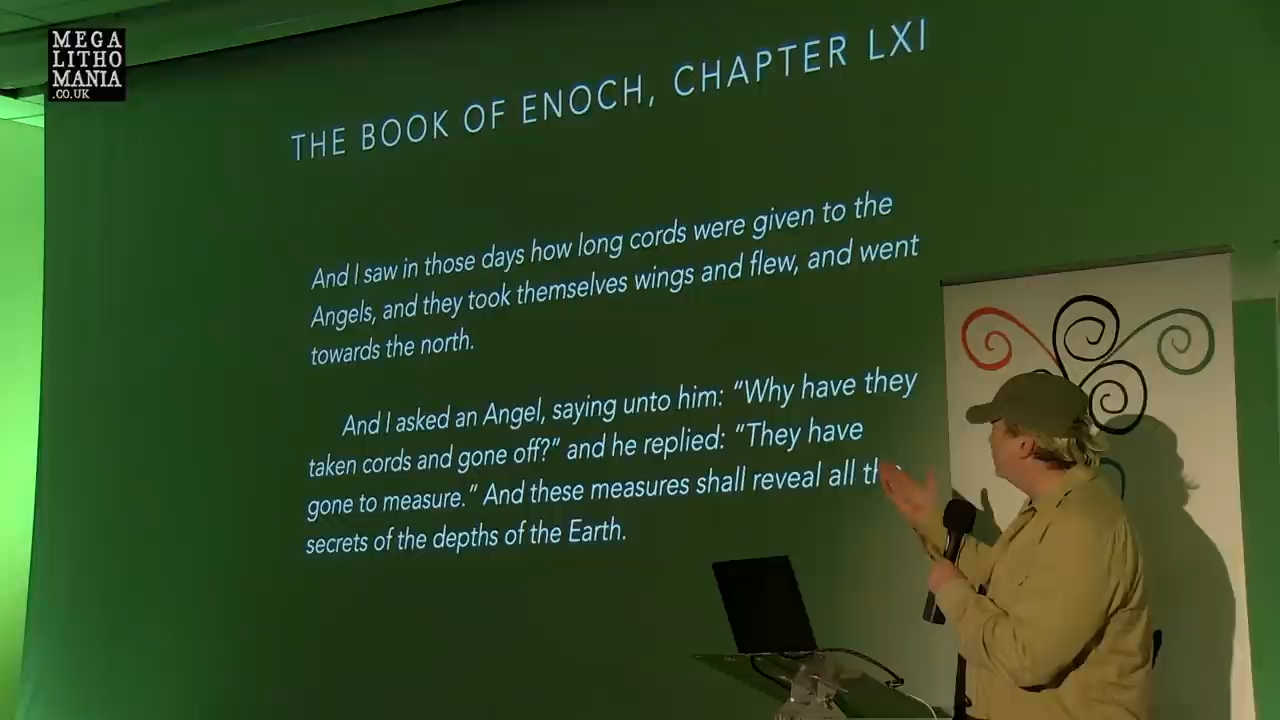 MEGA
LITHO
MANIA
.CO.UK
THE BOOK OF ENOCH, CHAPTER LXI
And I saw in those days how long cords were given to the
Angels, and they took themselves wings and flew, and went
towards the north.
And I asked an Angel, saying unto him: “Why have they
taken cords and gone off?” and he replied: “They have
gone to measure.” And these measures shall reveal all
secrets of the depths of the Earth.